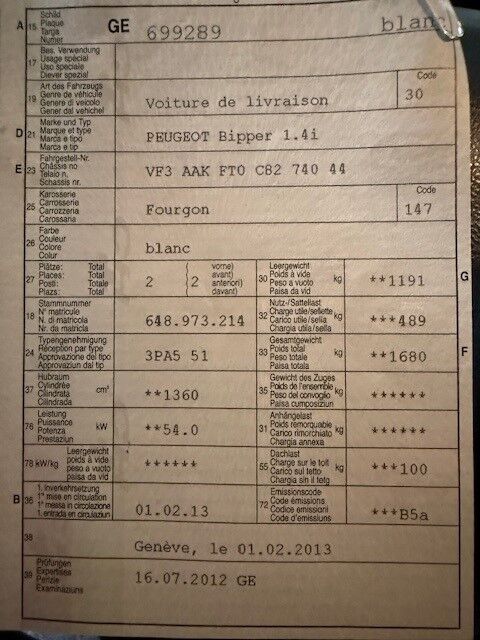 A 15 Schild
Plaque
Targa
Numer
GE 699289 blanc
17 Bes. Verwendung
Usage spécial
Uso speciale
Diever spezial
19 Art des Fahrzeugs
Genre de véhicule
Genere di veicolo
Gener dal vehichel
Voiture de livraison
Code
30
D 21 Marke und Typ
Marque et type
Marca e tipo
Marca e tip
PEUGEOT Bipper 1.4i
E 23 Fahrgestell-Nr.
Châssis no
Telaio n.
Schassis nr.
VF3 AAK FT0 C82 740 44
25 Karosserie
Carrosserie
Carrozzeria
Carossaria
Fourgon
Code
147
26 Farbe
Couleur
Colore
Colur
blanc
27 Plätze: Total
Places: Total
Posti: Totale
Plazs: Total
2 { 2 vorne)
avant)
anteriori)
davant)
30 Leergewicht
Poids à vide
Peso a vuoto
Paisa da vid
kg
**1191 G
18 Stammnummer
N° matricule
N. di matricola
Nr. da matricla
648.973.214
32 Nutz-/Sattellast
Charge utile/sellette
Carico utile/sella
Chargia utila/sella
kg
***489
24 Typengenehmigung
Réception par type
Approvazione del tipo
Approvaziun dal tip
3PA5 51
33 Gesamtgewicht
Poids total
Peso totale
Paisa totala
kg
**1680 F
37 Hubraum
Cylindrée
Cilindrata
Cilindrada
cm³
**1360
35 Gewicht des Zuges
Poids de l'ensemble
Peso del convoglio
Paisa cumposiziun
kg
******
76 Leistung
Puissance
Potenza
Prestaziun
kW
**54.0
31 Anhängelast
Poids remorquable
Carico rimorchiato
Chargia annexa
kg
******
78 kW/kg Leergewicht
poids à vide
peso a vuoto
paisa da vid
******
55 Dachlast
Charge sur le toit
Carico sul tetto
Chargia sin il tetg
kg
***100
B 36 1. Inverkehrsetzung
1re mise en circulation
1a messa in circolazione
1. entrada en circulaziun
01.02.13
72 Emissionscode
Code émissions
Codice emissioni
Code d'emissiuns
***B5a
38 Genève, le 01.02.2013
39 Prüfungen
Expertises
Perizie
Examinaziuns
16.07.2012 GE